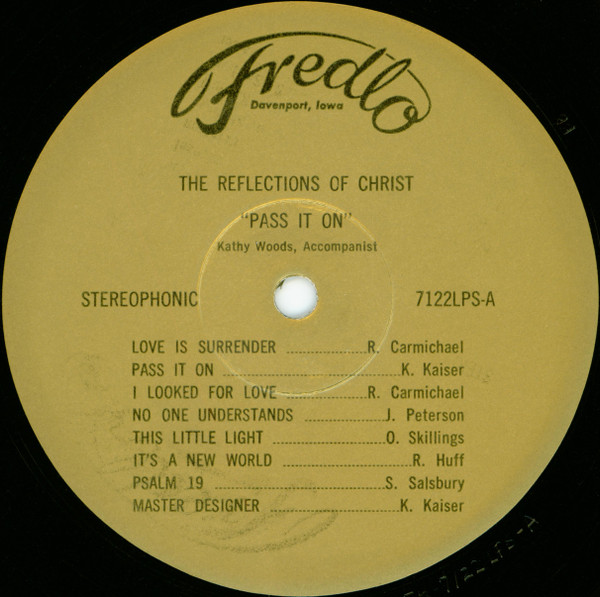 Fredlo
Davenport, Iowa
THE REFLECTIONS OF CHRIST
"PASS IT ON"
Kathy Woods, Accompanist
STEREOPHONIC 7122LPS-A
LOVE IS SURRENDER ........................R. Carmichael
PASS IT ON ........................K. Kaiser
I LOOKED FOR LOVE ........................R. Carmichael
NO ONE UNDERSTANDS ........................J. Peterson
THIS LITTLE LIGHT ........................O. Skillings
IT'S A NEW WORLD ........................R. Huff
PSALM 19 ........................S. Salsbury
MASTER DESIGNER ........................K. Kaiser